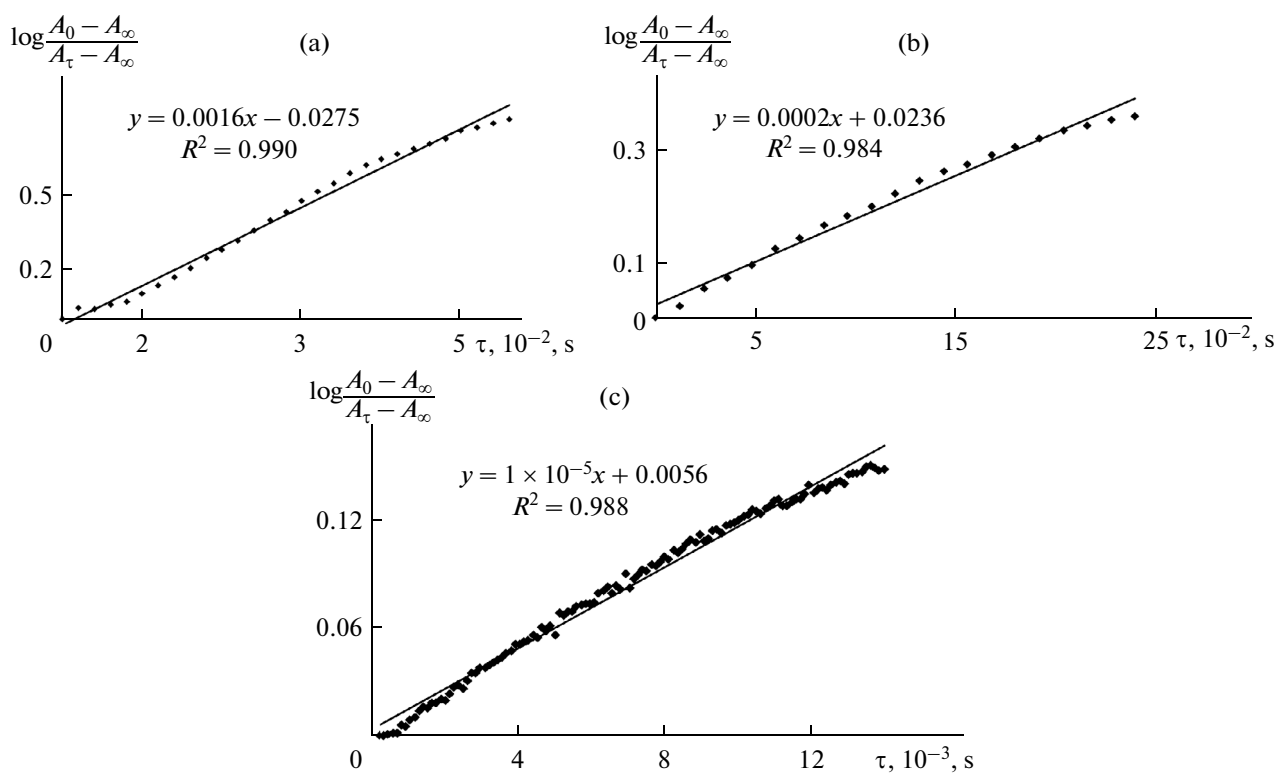 log (A₀ − A∞)/(Aτ − A∞)
(a)
y = 0.0016x − 0.0275
R² = 0.990
0.5
0.2
0
2
3
5
τ, 10⁻², s
log (A₀ − A∞)/(Aτ − A∞)
(b)
y = 0.0002x + 0.0236
R² = 0.984
0.3
0.1
0
5
15
25
τ, 10⁻², s
log (A₀ − A∞)/(Aτ − A∞)
(c)
y = 1 × 10⁻⁵x + 0.0056
R² = 0.988
0.12
0.06
0
4
8
12
τ, 10⁻³, s